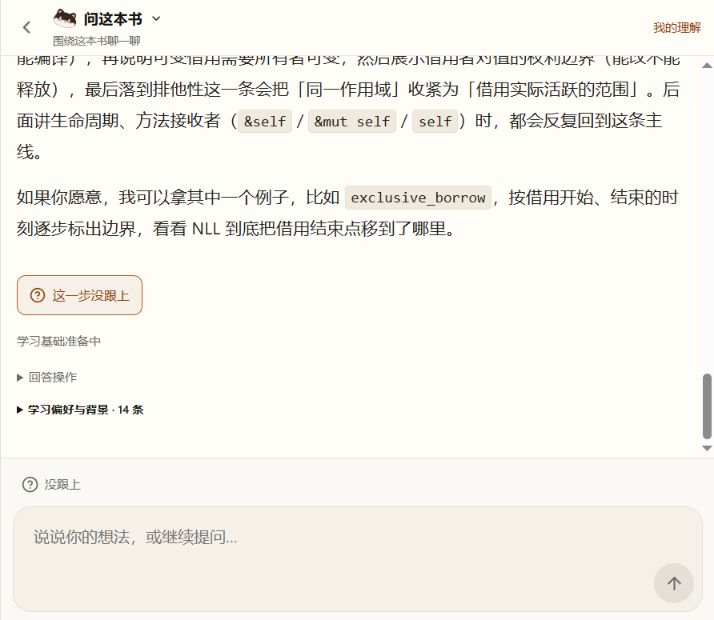 问这本书
围绕这本书聊一聊
我的理解
能编译），再说明可变借用需要所有者可变，然后展示借用者对值的权利边界（能改不能
释放），最后落到排他性这一条会把「同一作用域」收紧为「借用实际活跃的范围」。后
面讲生命周期、方法接收者（&self / &mut self / self）时，都会反复回到这条主
线。
如果你愿意，我可以拿其中一个例子，比如 exclusive_borrow，按借用开始、结束的时
刻逐步标出边界，看看 NLL 到底把借用结束点移到了哪里。
这一步没跟上
学习基础准备中
回答操作
学习偏好与背景 · 14 条
没跟上
说说你的想法，或继续提问...